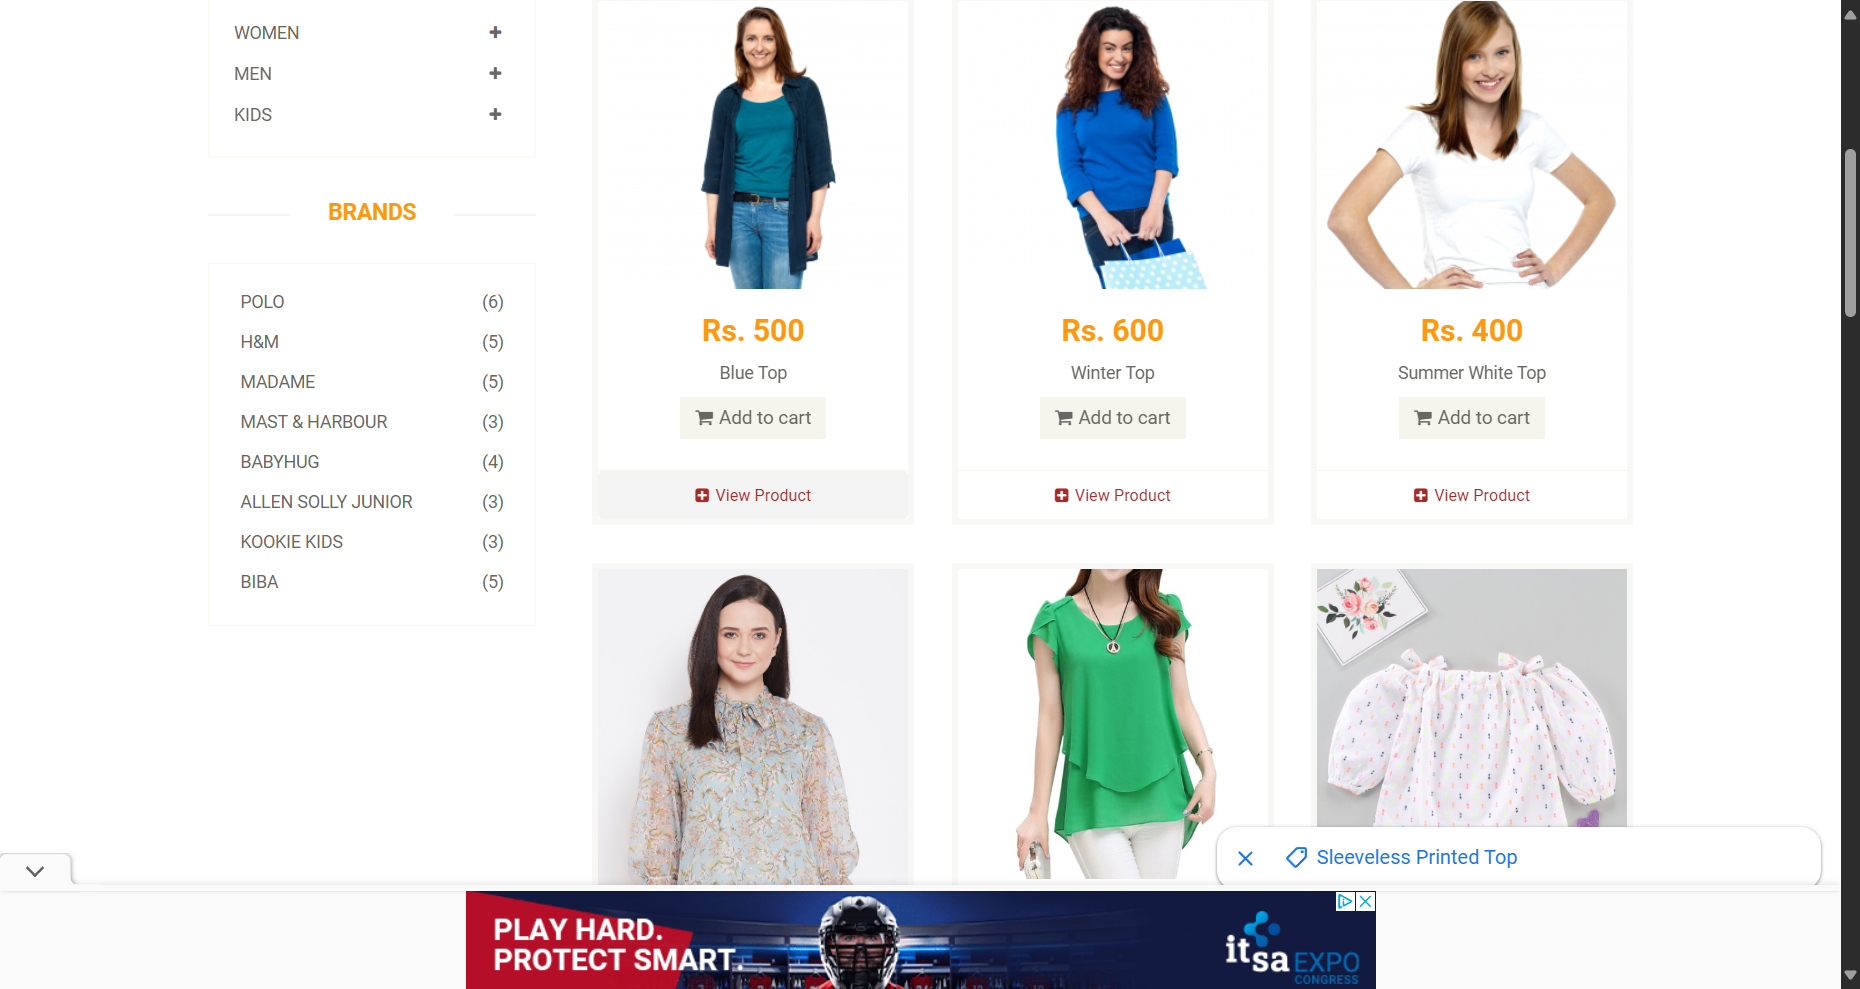 WOMEN
MEN
KIDS
BRANDS
POLO (6)
H&M (5)
MADAME (5)
MAST & HARBOUR (3)
BABYHUG (4)
ALLEN SOLLY JUNIOR (3)
KOOKIE KIDS (3)
BIBA (5)
Rs. 500
Blue Top
Add to cart
View Product
Rs. 600
Winter Top
Add to cart
View Product
Rs. 400
Summer White Top
Add to cart
View Product
Sleeveless Printed Top
PLAY HARD.
PROTECT SMART.
itsa EXPO
CONGRESS